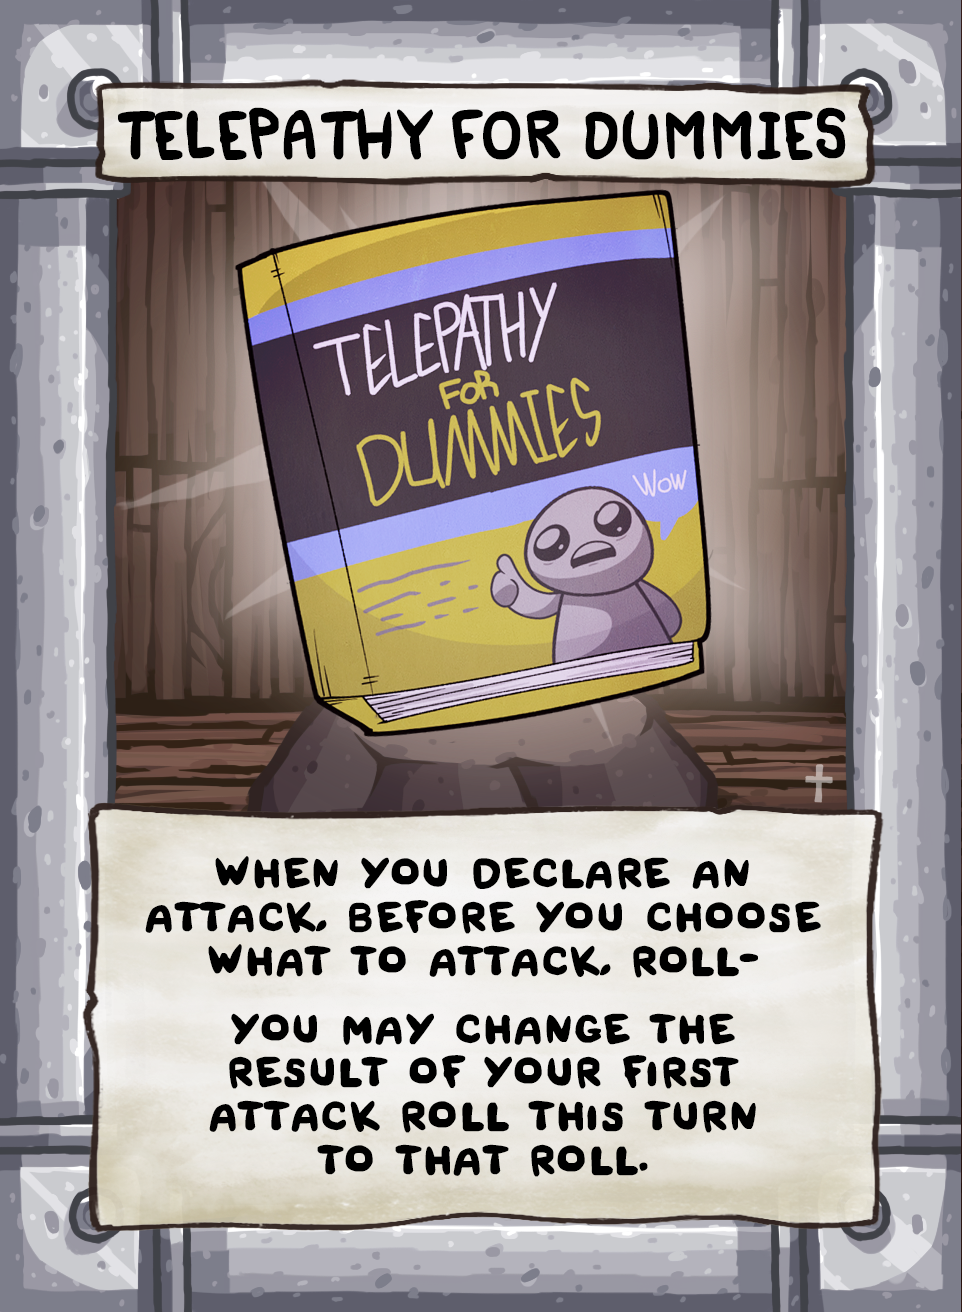 TELEPATHY FOR DUMMIES
TELEPATHY
FOR
DUMMIES
WOW
WHEN YOU DECLARE AN
ATTACK, BEFORE YOU CHOOSE
WHAT TO ATTACK, ROLL-
YOU MAY CHANGE THE
RESULT OF YOUR FIRST
ATTACK ROLL THIS TURN
TO THAT ROLL.